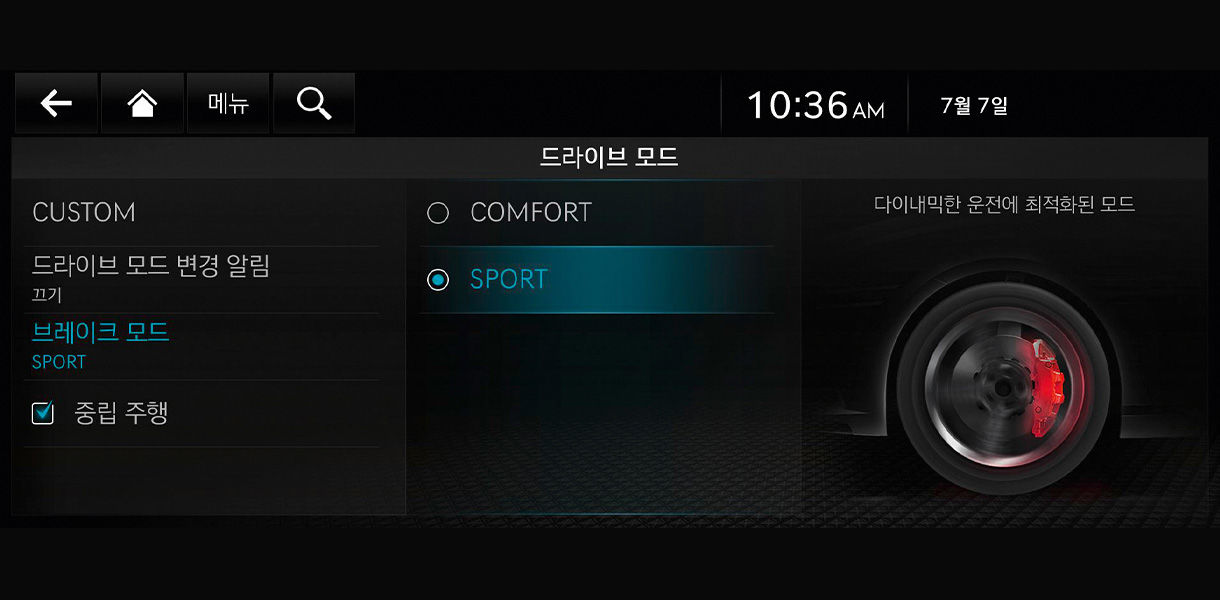 메뉴
10:36 AM
7월 7일
드라이브 모드
CUSTOM
드라이브 모드 변경 알림
끄기
브레이크 모드
SPORT
중립 주행
COMFORT
SPORT
다이내믹한 운전에 최적화된 모드